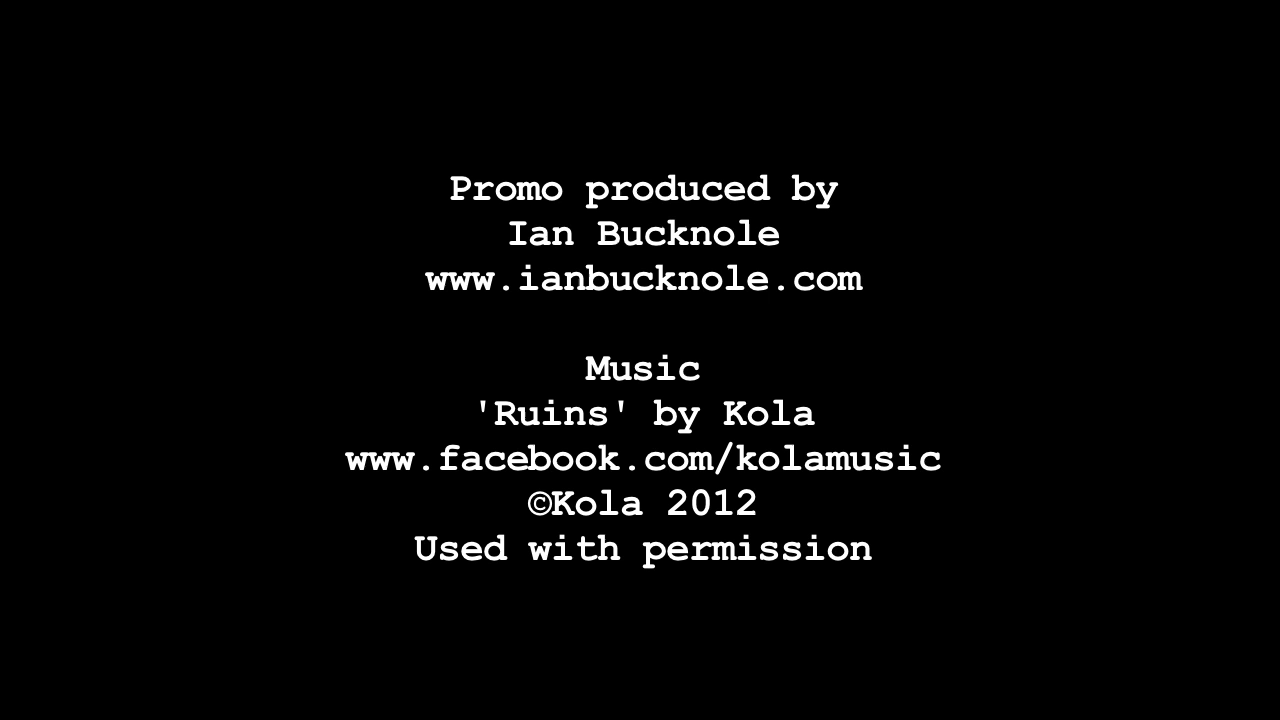 Promo produced by
Ian Bucknole
www.ianbucknole.com
Music
'Ruins' by Kola
www.facebook.com/kolamusic
©Kola 2012
Used with permission